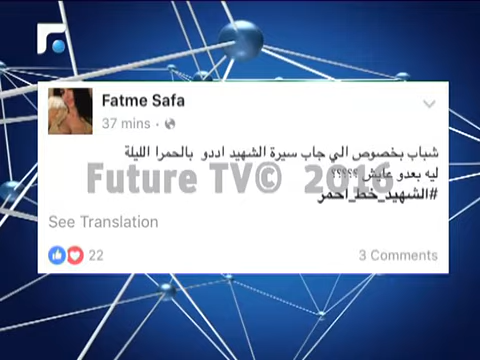 Fatme Safa
37 mins
شباب بخصوص الي جاب سيرة الشهيد اددو بالحمرا الليلة
ليه بعدو عايش ؟؟؟؟؟
#الشهيد_خط_احمر
Future TV© 2016
See Translation
22
3 Comments